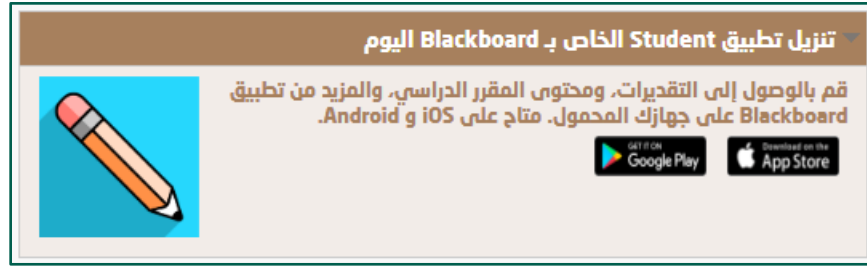 تنزيل تطبيق Student الخاص بـ Blackboard اليوم
قم بالوصول إلى التقديرات، ومحتوى المقرر الدراسي، والمزيد من تطبيق
Blackboard على جهازك المحمول. متاح على iOS و Android.
Download on the
App Store
GET IT ON
Google Play